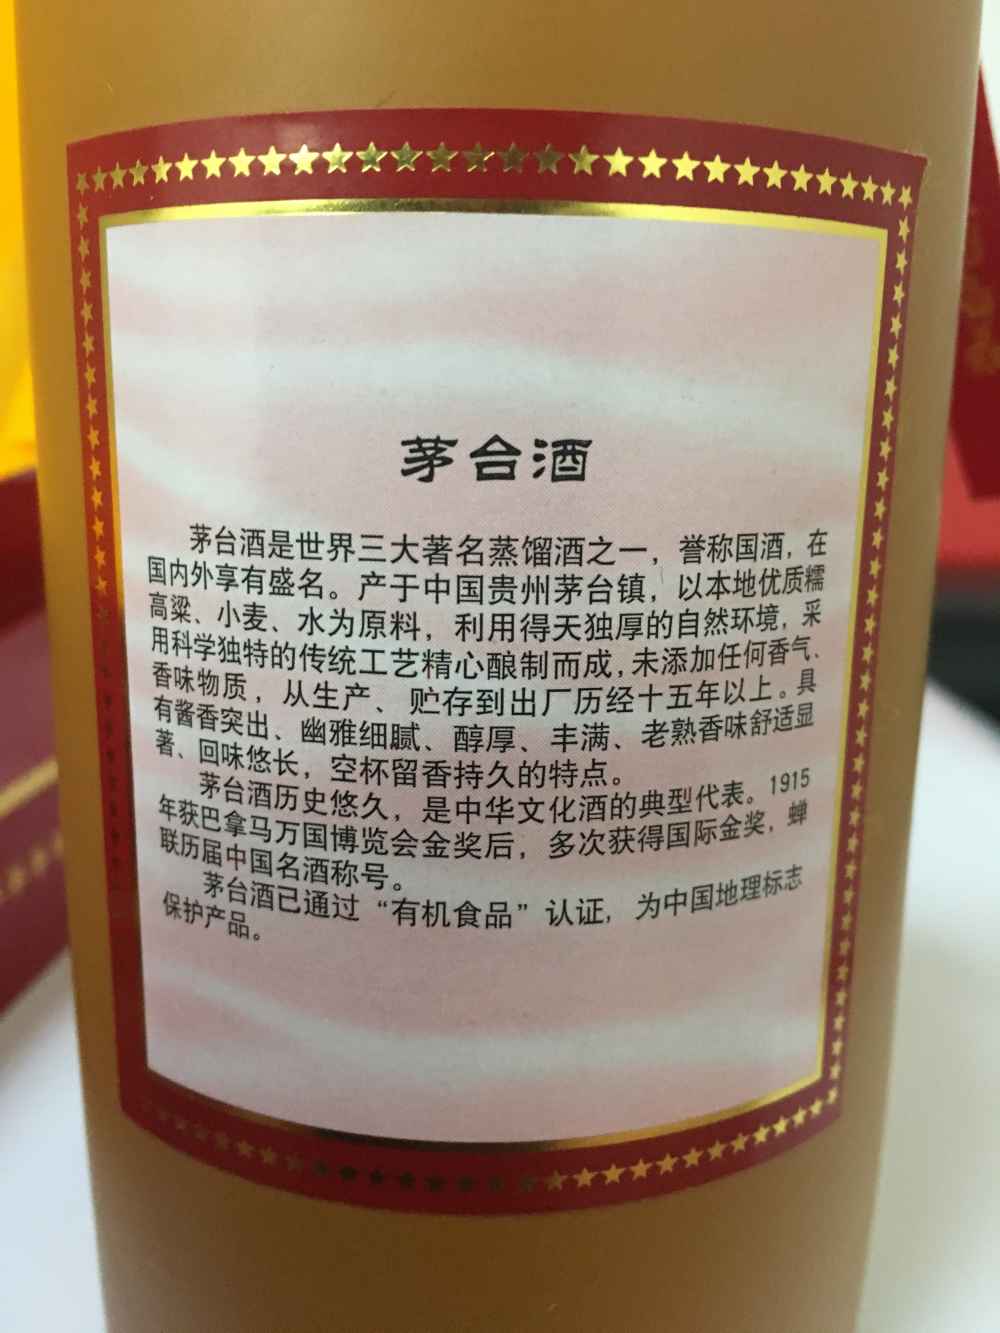 茅台酒
茅台酒是世界三大著名蒸馏酒之一，誉称国酒，在
国内外享有盛名。产于中国贵州茅台镇，以本地优质糯
高粱、小麦、水为原料，利用得天独厚的自然环境，采
用科学独特的传统工艺精心酿制而成,未添加任何香气、
香味物质，从生产、贮存到出厂历经十五年以上。具
有酱香突出、幽雅细腻、醇厚、丰满、老熟香味舒适显
著、回味悠长，空杯留香持久的特点。
茅台酒历史悠久，是中华文化酒的典型代表。1915
年获巴拿马万国博览会金奖后，多次获得国际金奖，蝉
联历届中国名酒称号。
茅台酒已通过“有机食品”认证，为中国地理标志
保护产品。